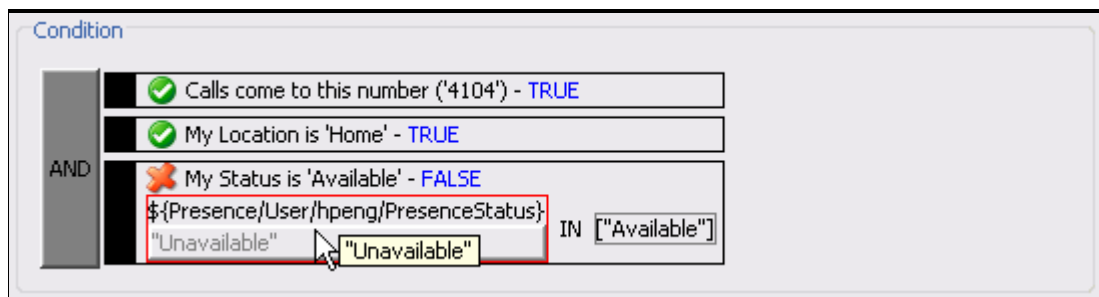 Condition
AND
Calls come to this number ('4104') - TRUE
My Location is 'Home' - TRUE
My Status is 'Available' - FALSE
${Presence/User/hpeng/PresenceStatus}
"Unavailable"
"Unavailable"
IN ["Available"]